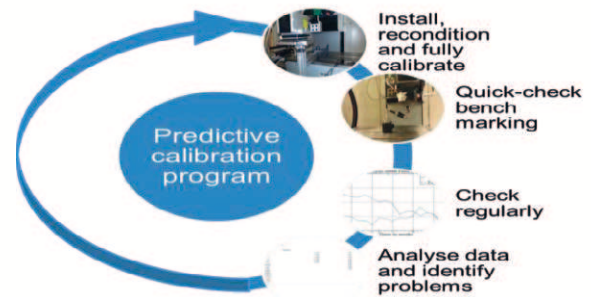 Install,
recondition
and fully
calibrate
Quick-check
bench
marking
Predictive
calibration
program
Check
regularly
Analyse data
and identify
problems